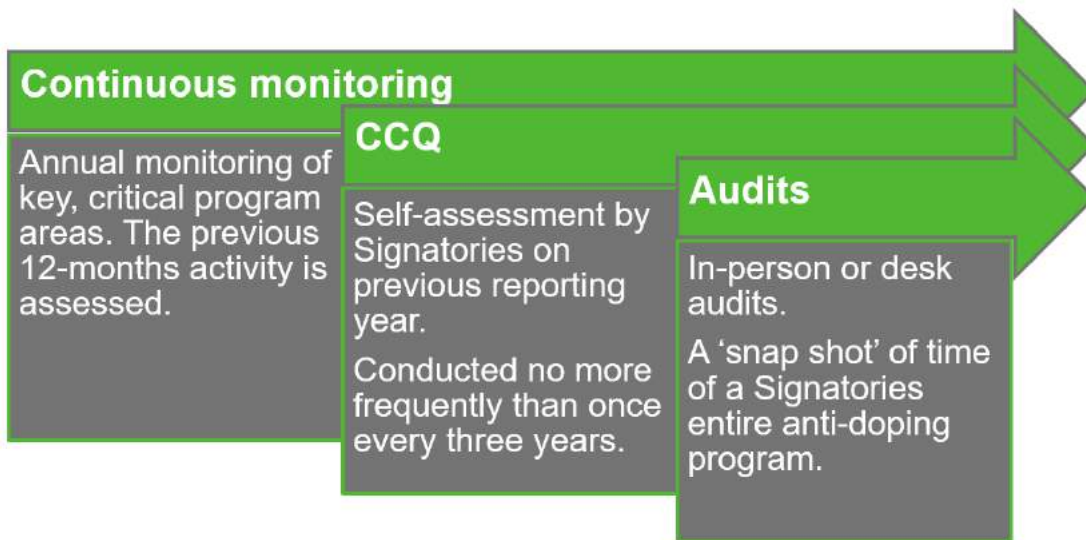 Continuous monitoring
Annual monitoring of
key, critical program
areas. The previous
12-months activity is
assessed.
CCQ
Self-assessment by
Signatories on
previous reporting
year.
Conducted no more
frequently than once
every three years.
Audits
In-person or desk
audits.
A ‘snap shot’ of time
of a Signatories
entire anti-doping
program.